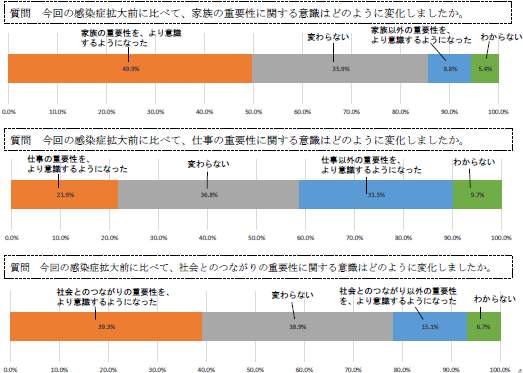 質問　今回の感染症拡大前に比べて、家族の重要性に関する意識はどのように変化しましたか。
家族の重要性を、より意識
するようになった
変わらない
家族以外の重要性を、
より意識するようになった
わからない
49.9%
35.9%
8.8%
5.4%
0.0% 10.0% 20.0% 30.0% 40.0% 50.0% 60.0% 70.0% 80.0% 90.0% 100.0%
質問　今回の感染症拡大前に比べて、仕事の重要性に関する意識はどのように変化しましたか。
仕事の重要性を、
より意識するようになった
変わらない
仕事以外の重要性を、
より意識するようになった
わからない
21.9%
36.8%
31.5%
9.7%
0.0% 10.0% 20.0% 30.0% 40.0% 50.0% 60.0% 70.0% 80.0% 90.0% 100.0%
質問　今回の感染症拡大前に比べて、社会とのつながりの重要性に関する意識はどのように変化しましたか。
社会とのつながりの重要性を、
より意識するようになった
変わらない
社会とのつながり以外の重要性
を、より意識するようになった
わからない
39.3%
38.9%
15.1%
6.7%
0.0% 10.0% 20.0% 30.0% 40.0% 50.0% 60.0% 70.0% 80.0% 90.0% 100.0%